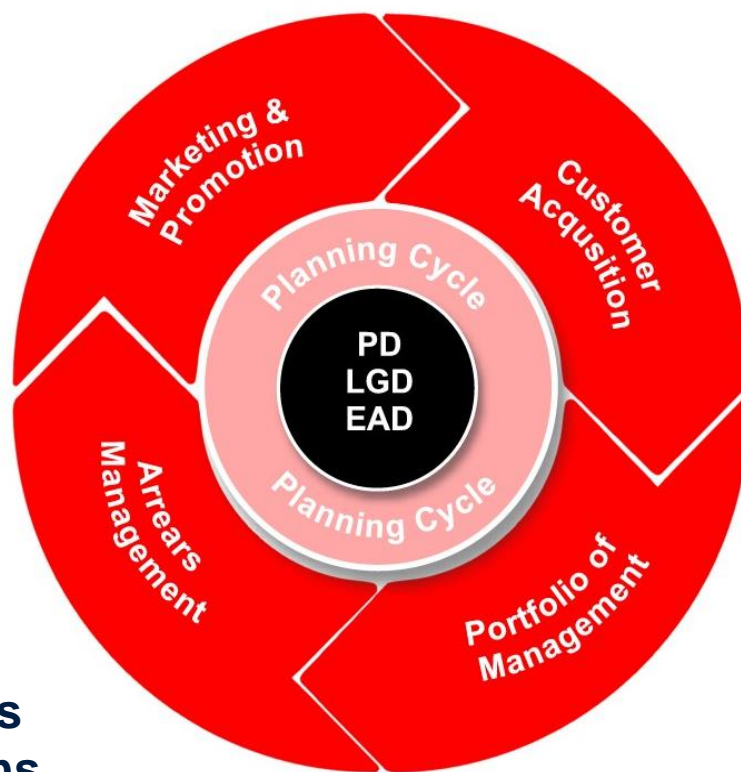 Marketing &
Promotion
Customer
Acqusition
Planning Cycle
PD
LGD
EAD
Planning Cycle
Arrears
Management
Portfolio of
Management